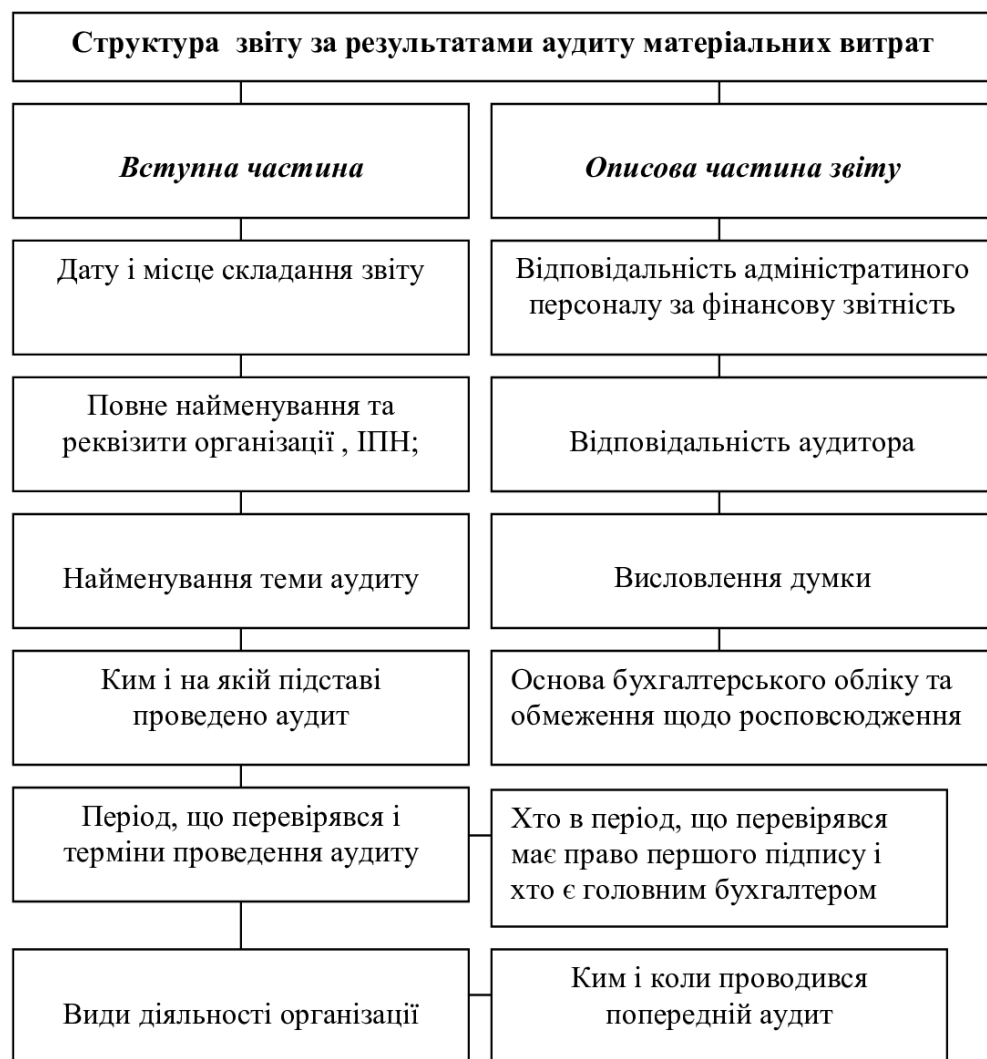 Структура звіту за результатами аудиту матеріальних витрат
Вступна частина
Описова частина звіту
Дату і місце складання звіту
Відповідальність адміністратиного
персоналу за фінансову звітність
Повне найменування та
реквізити організації , ІПН;
Відповідальність аудитора
Найменування теми аудиту
Висловлення думки
Ким і на якій підставі
проведено аудит
Основа бухгалтерського обліку та
обмеження щодо росповсюдження
Період, що перевірявся і
терміни проведення аудиту
Хто в період, що перевірявся
має право першого підпису і
хто є головним бухгалтером
Види діяльності організації
Ким і коли проводився
попередній аудит